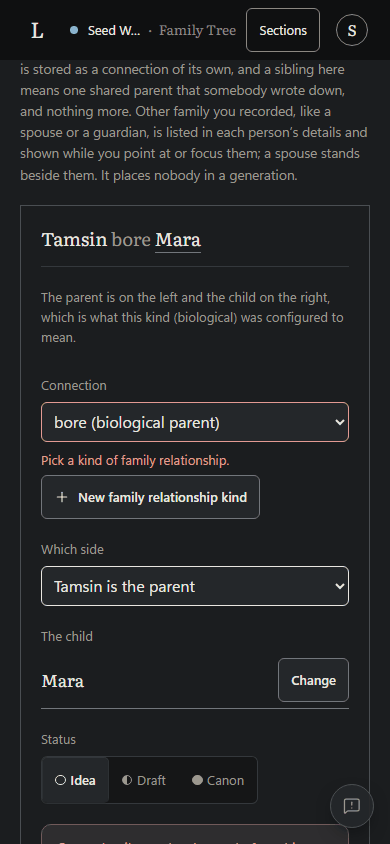 L
Seed W... · Family Tree
Sections
S
is stored as a connection of its own, and a sibling here
means one shared parent that somebody wrote down,
and nothing more. Other family you recorded, like a
spouse or a guardian, is listed in each person's details and
shown while you point at or focus them; a spouse stands
beside them. It places nobody in a generation.
Tamsin bore Mara
The parent is on the left and the child on the right,
which is what this kind (biological) was configured to
mean.
Connection
bore (biological parent)
Pick a kind of family relationship.
+ New family relationship kind
Which side
Tamsin is the parent
The child
Mara
Change
Status
Idea
Draft
Canon